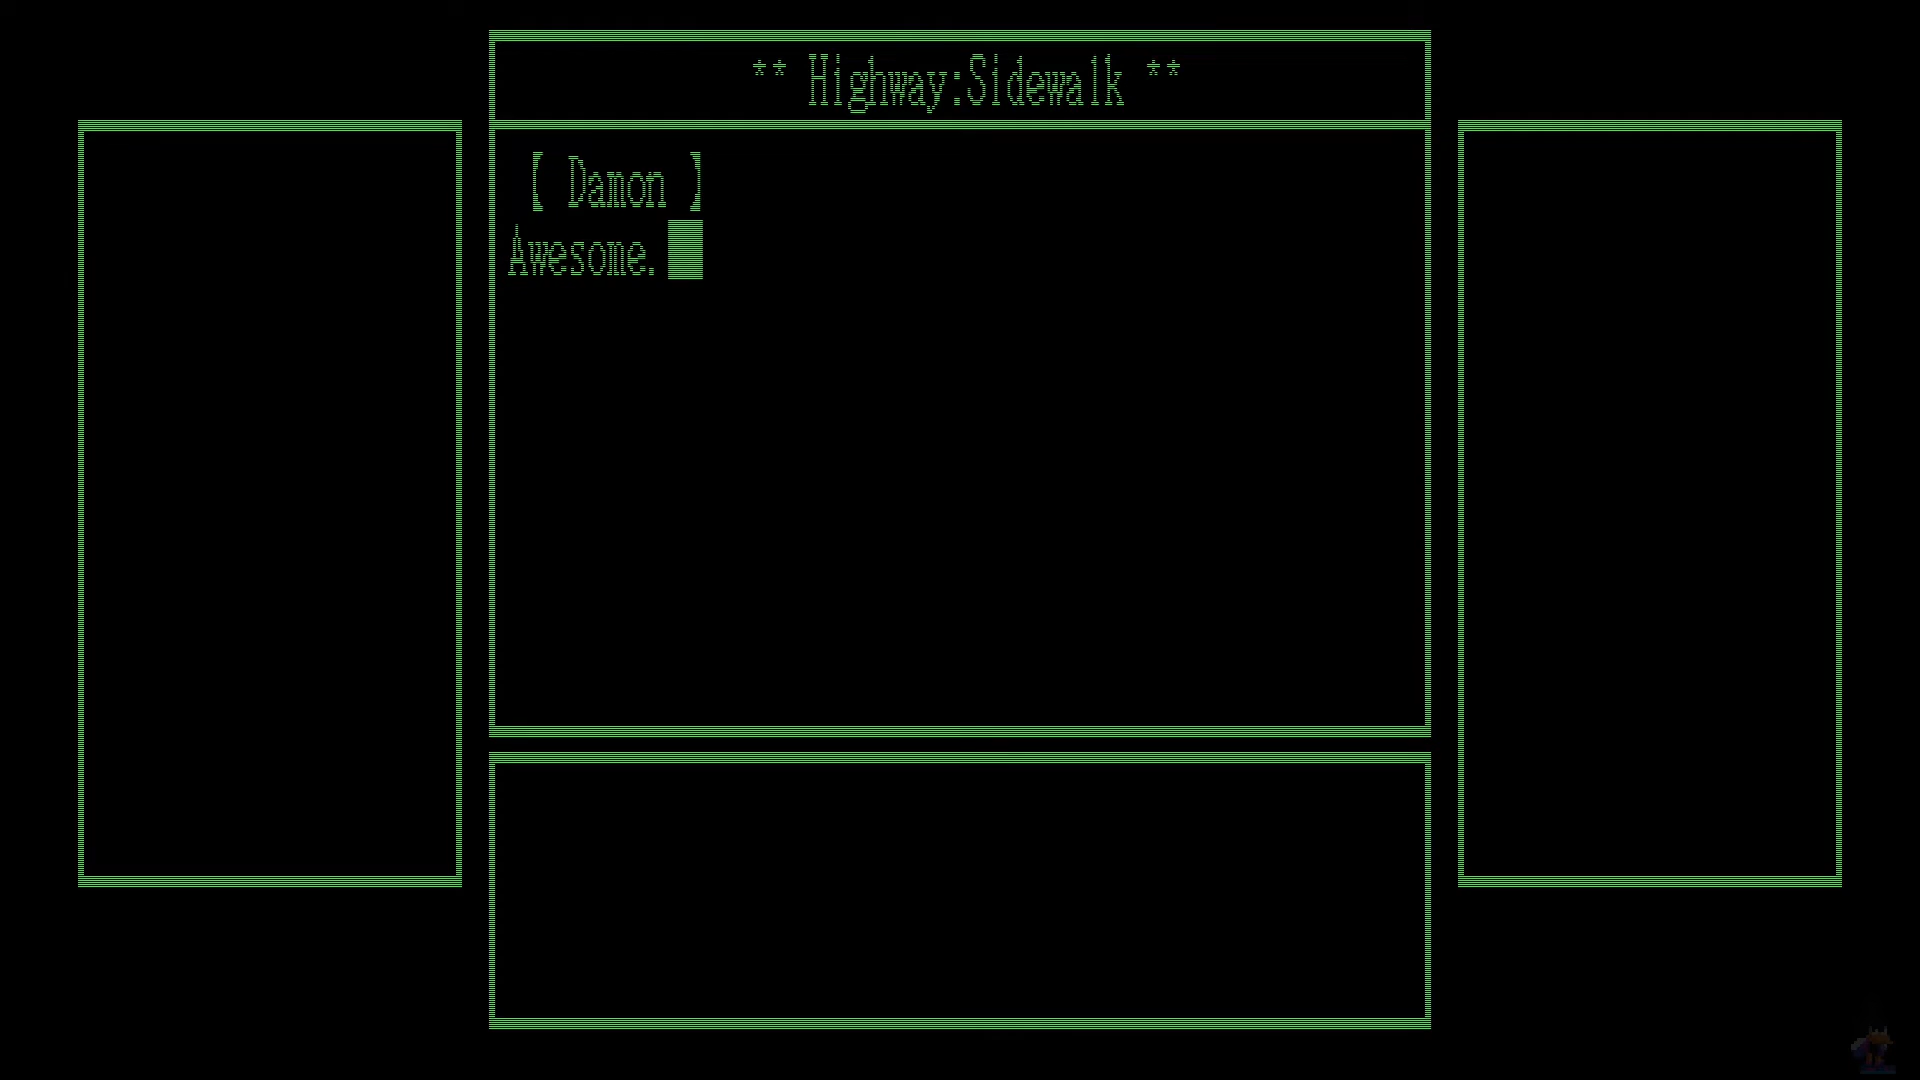 ** Highway:Sidewalk **
【 Damon 】
Awesome.